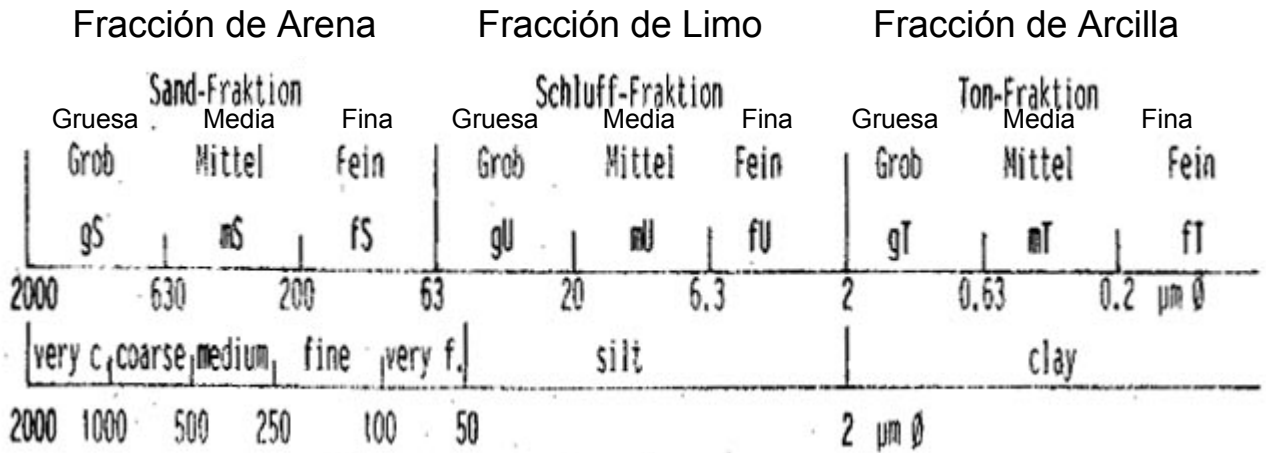 Fracción de Arena Fracción de Limo Fracción de Arcilla
Sand-Fraktion Schluff-Fraktion Ton-Fraktion
Gruesa Media Fina Gruesa Media Fina Gruesa Media Fina
Grob Mittel Fein Grob Mittel Fein Grob Mittel Fein
gS mS fS gU mU fU gT mT fT
2000 630 200 63 20 6.3 2 0.63 0.2 µm Ø
very c. coarse medium fine very f. silt clay
2000 1000 500 250 100 50 2 µm Ø